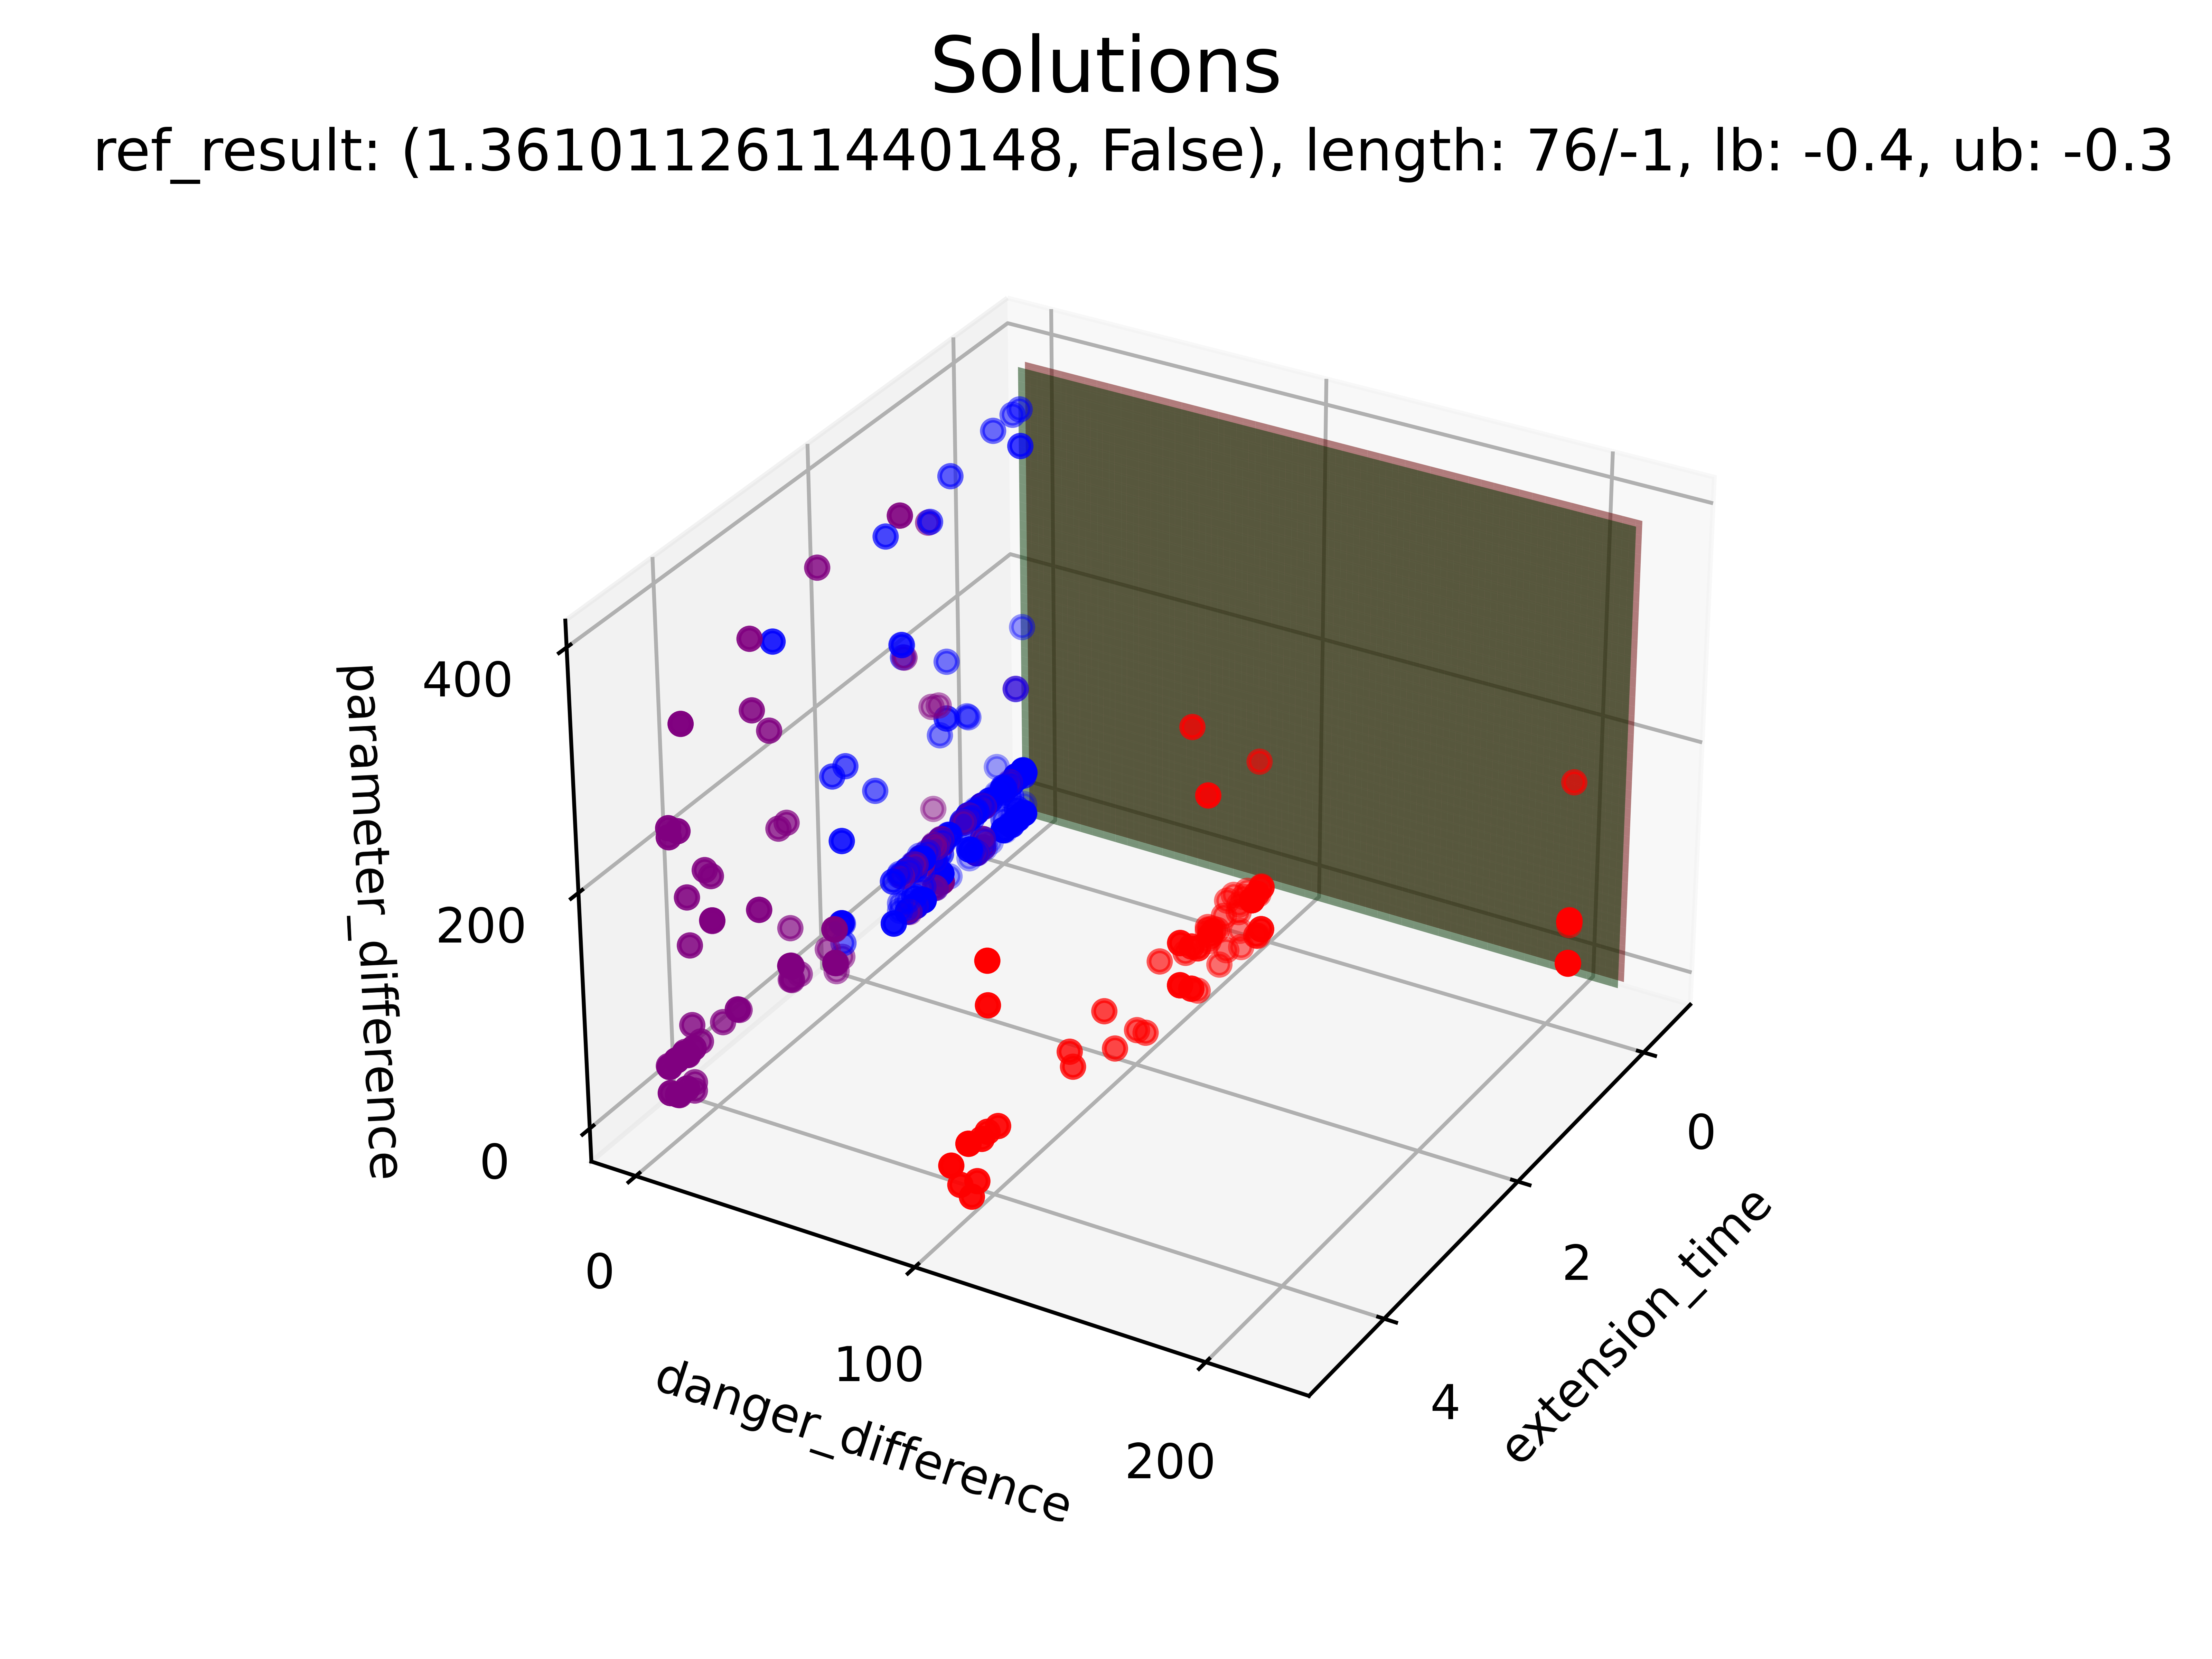 Solutions
ref_result: (1.3610112611440148, False), length: 76/-1, lb: -0.4, ub: -0.3
400
200
0
parameter_difference
0
100
200
danger_difference
0
2
4
extension_time